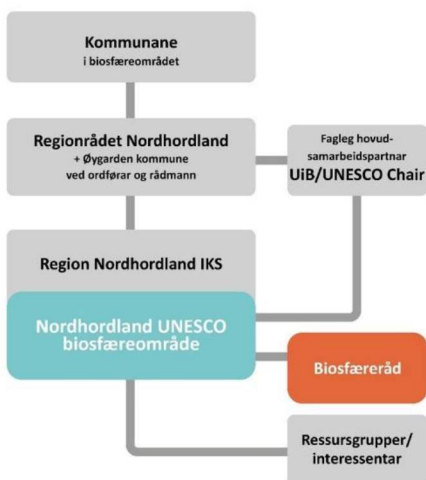 Kommunane
i biosfæreområdet
Regionrådet Nordhordland
+ Øygarden kommune
ved ordførar og rådmann
Fagleg hovud-
samarbeidspartnar
UiB/UNESCO Chair
Region Nordhordland IKS
Nordhordland UNESCO
biosfæreområde
Biosfæreråd
Ressursgrupper/
interessentar